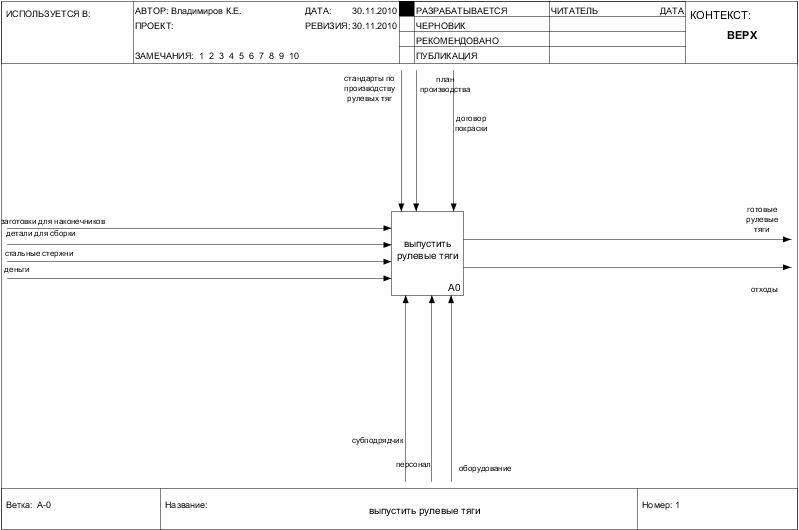 ИСПОЛЬЗУЕТСЯ В:
АВТОР: Владимиров К.Е.
ДАТА: 30.11.2010
ПРОЕКТ:
РЕВИЗИЯ: 30.11.2010
ЗАМЕЧАНИЯ: 1 2 3 4 5 6 7 8 9 10
РАЗРАБАТЫВАЕТСЯ
ЧЕРНОВИК
РЕКОМЕНДОВАНО
ПУБЛИКАЦИЯ
ЧИТАТЕЛЬ
ДАТА
КОНТЕКСТ:
ВЕРХ
стандарты по
производству
рулевых тяг
план
производства
договор
покраски
заготовки для наконечников
детали для сборки
стальные стержни
деньги
выпустить
рулевые тяги
A0
готовые
рулевые
тяги
отходы
субподрядчик
персонал
оборудование
Ветка: A-0
Название:
выпустить рулевые тяги
Номер: 1